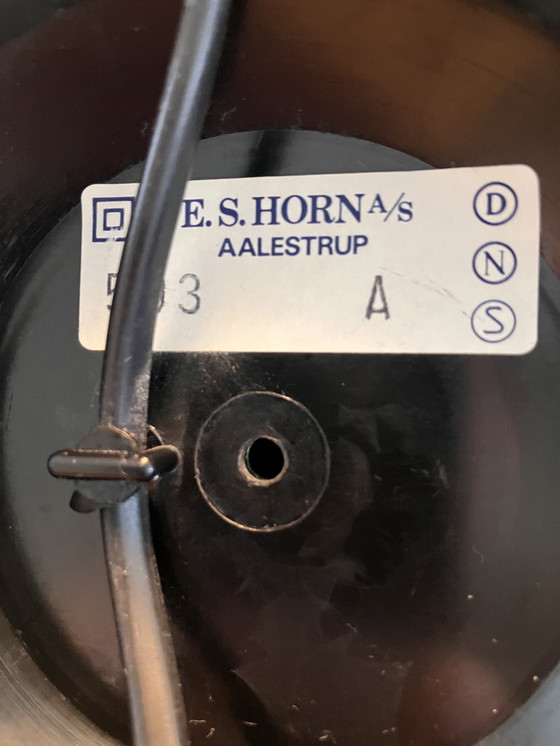 E. S. HORN A/S D
AALESTRUP N
A S